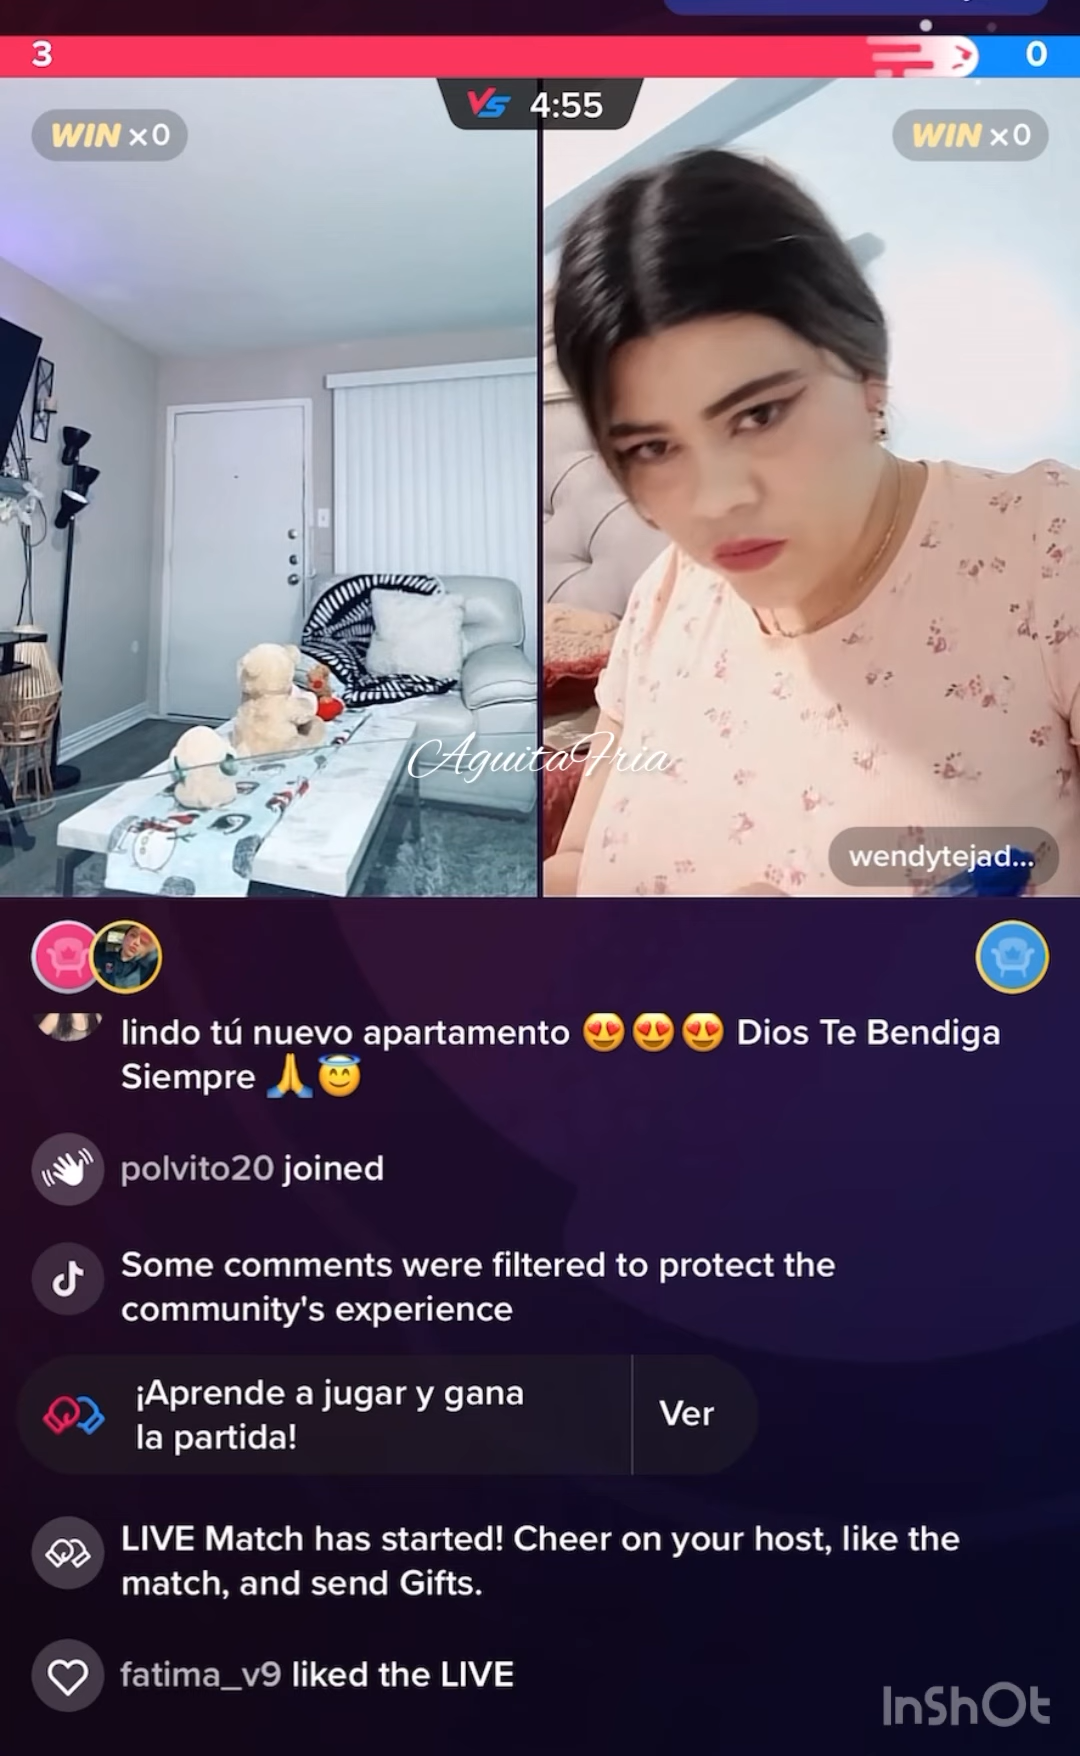 3
0
VS 4:55
WIN x0
WIN x0
AguitaFria
wendytejad...
lindo tú nuevo apartamento 😍😍😍 Dios Te Bendiga
Siempre 🙏😇
polvito20 joined
Some comments were filtered to protect the
community's experience
¡Aprende a jugar y gana
la partida!
Ver
LIVE Match has started! Cheer on your host, like the
match, and send Gifts.
fatima_v9 liked the LIVE
InShOt